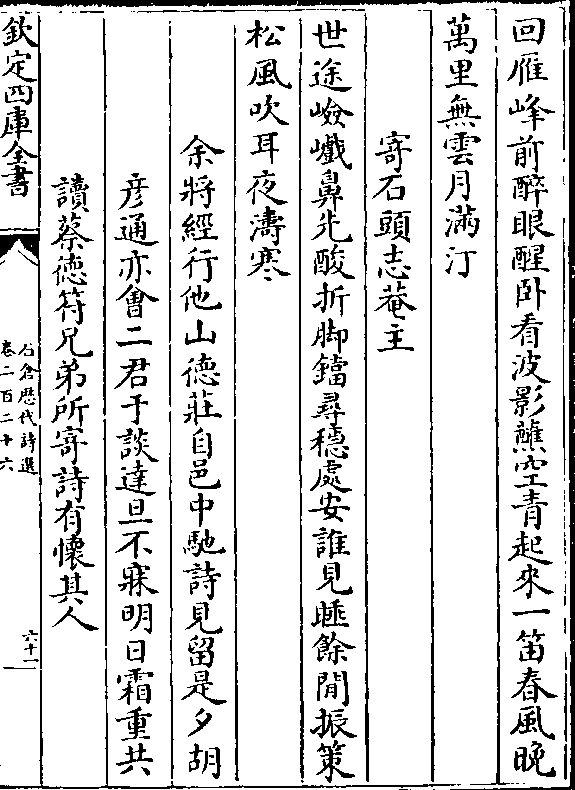 回雁峰前醉眼醒卧看波影蘸空青起來一笛春風晚
萬里無雲月滿汀
寄石頭志菴主
世途嶮巇鼻先酸折脚鐺尋穩處安誰見睡餘閒振策
松風吹耳夜濤寒
余將經行他山德莊自邑中馳詩見留是夕胡
彦通亦會二君于談達旦不寐明日霜重共
讀蔡德符兄弟所寄詩有懷其人
欽定四庫全書
石倉歷代詩選
卷二百二十六
六十一